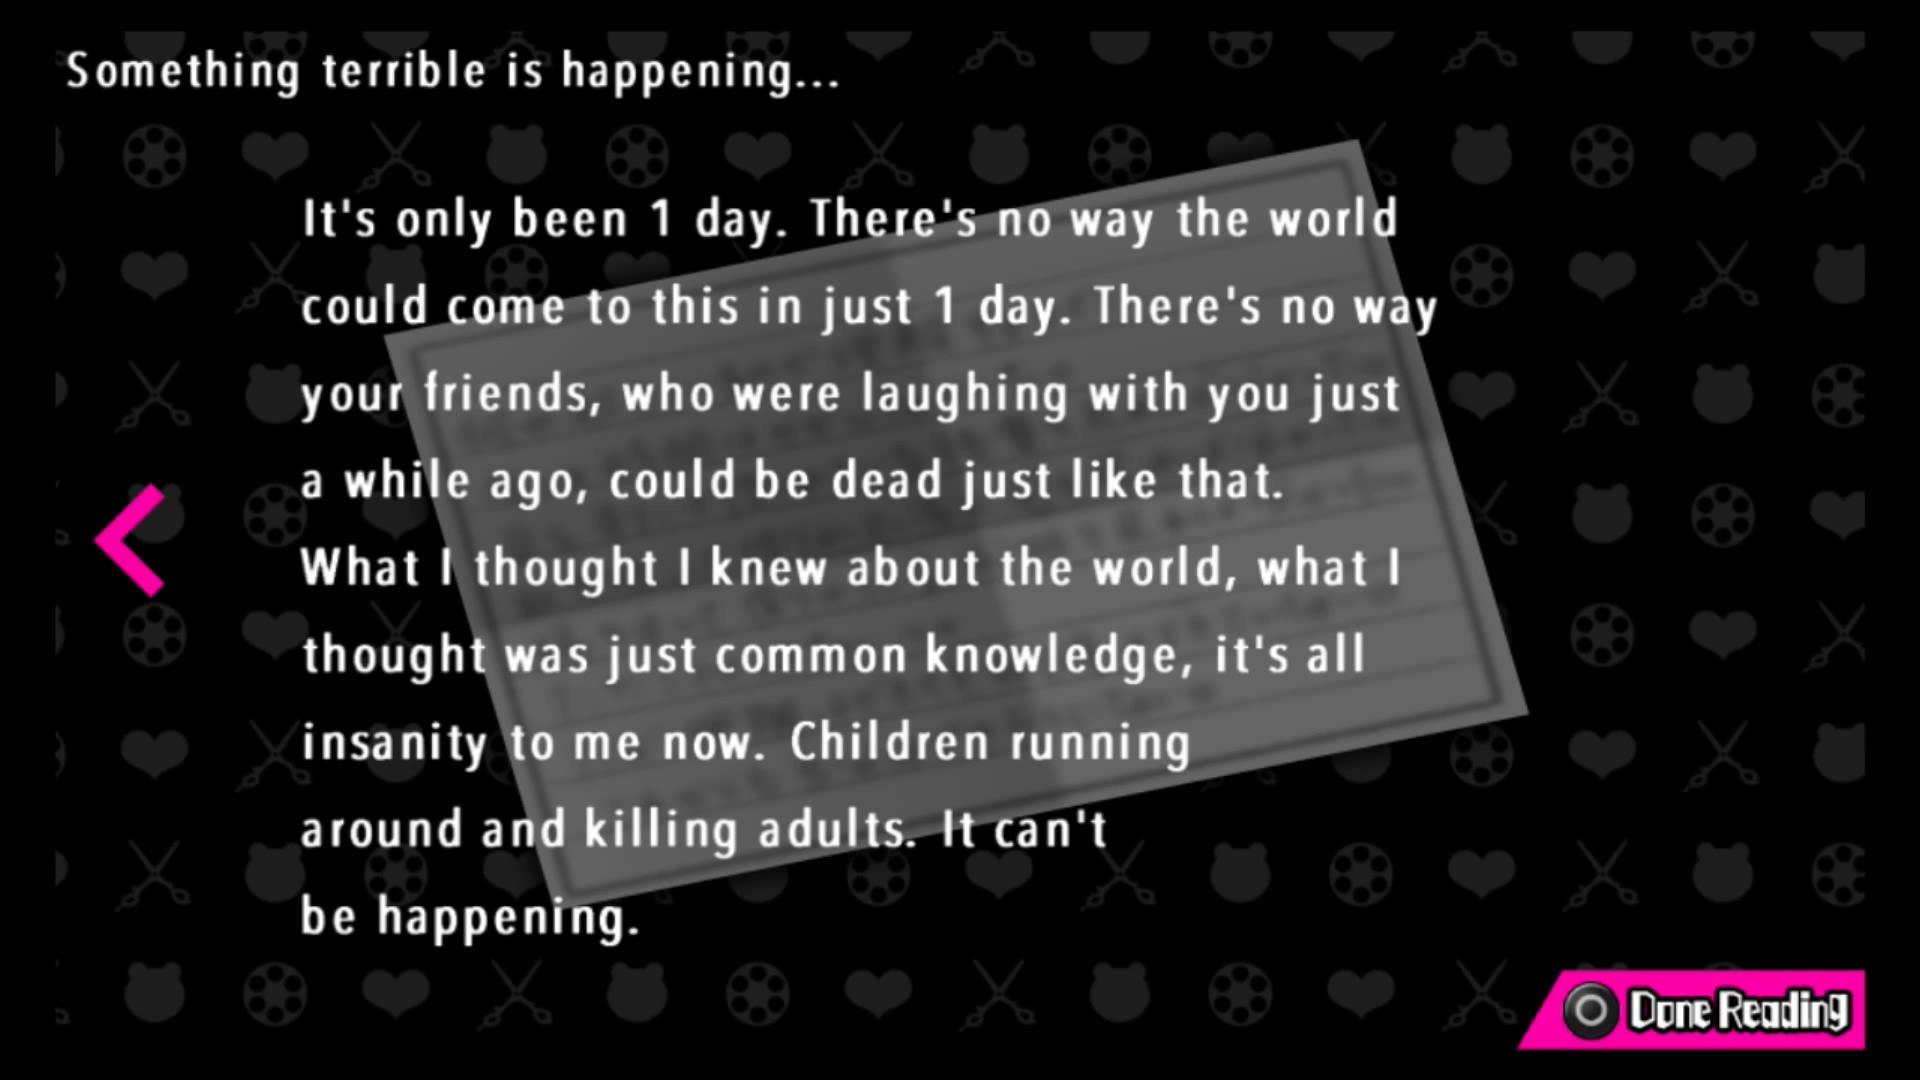 Something terrible is happening...
It's only been 1 day. There's no way the world
could come to this in just 1 day. There's no way
your friends, who were laughing with you just
a while ago, could be dead just like that.
What I thought I knew about the world, what I
thought was just common knowledge, it's all
insanity to me now. Children running
around and killing adults. It can't
be happening.
Done Reading